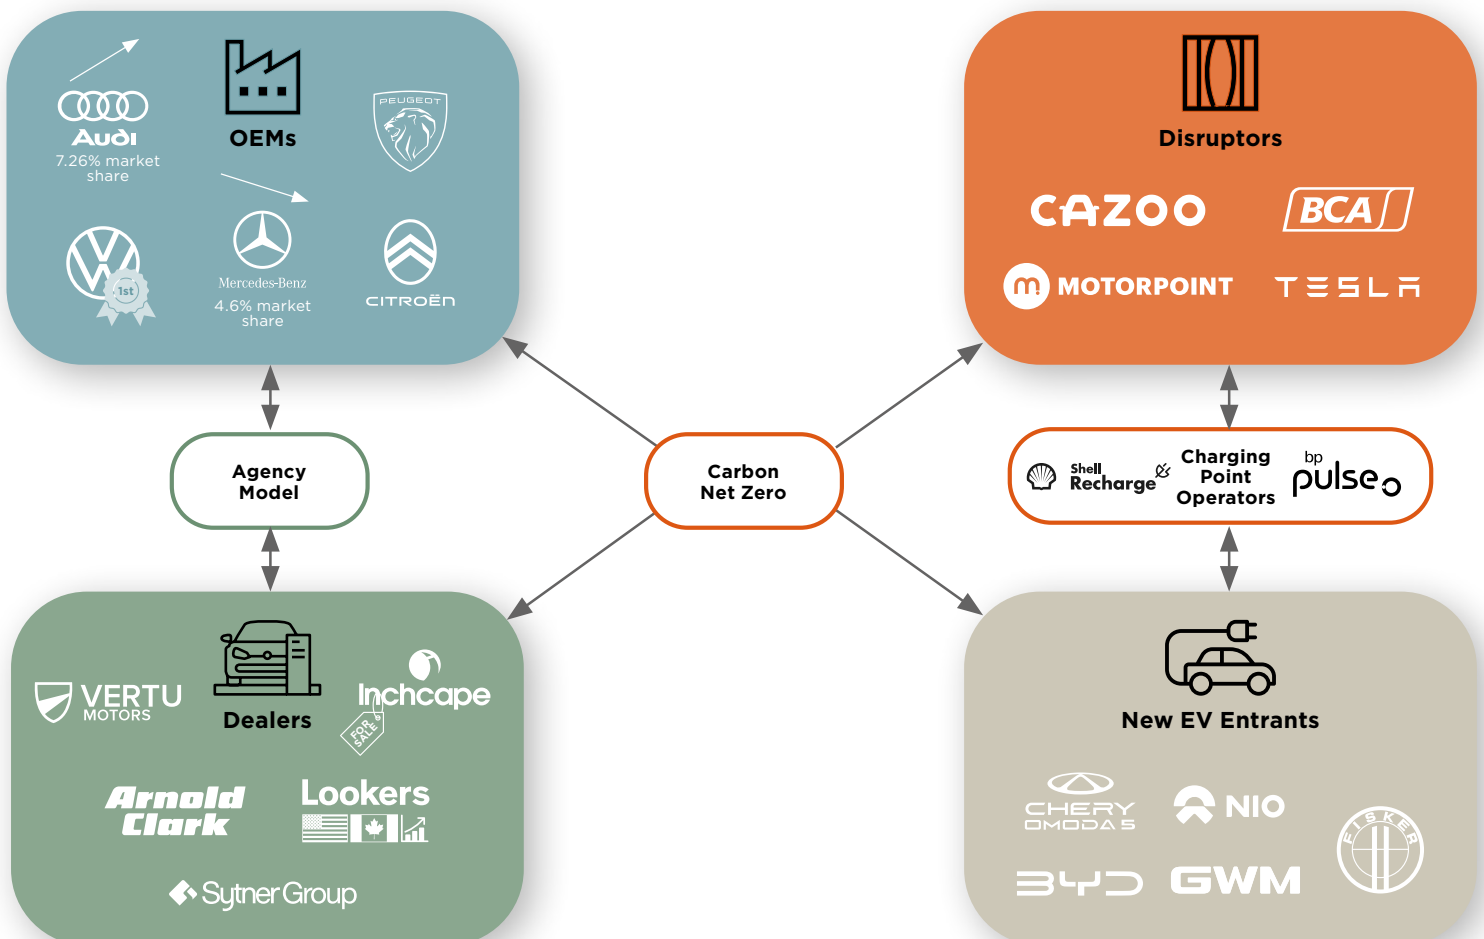 OEMs
Audi
7.26% market
share
PEUGEOT
1st
Mercedes-Benz
4.6% market
share
CITROËN
Disruptors
CAZOO
BCA
m.
MOTORPOINT
TESLA
Agency
Model
Carbon
Net Zero
Shell
Recharge
Charging
Point
Operators
bp
pulse
VERTU
MOTORS
Dealers
Inchcape
FOR
SALE
Arnold
Clark
Lookers
Sytner Group
New EV Entrants
CHERY
OMODA 5
NIO
FISKER
BYD
GWM